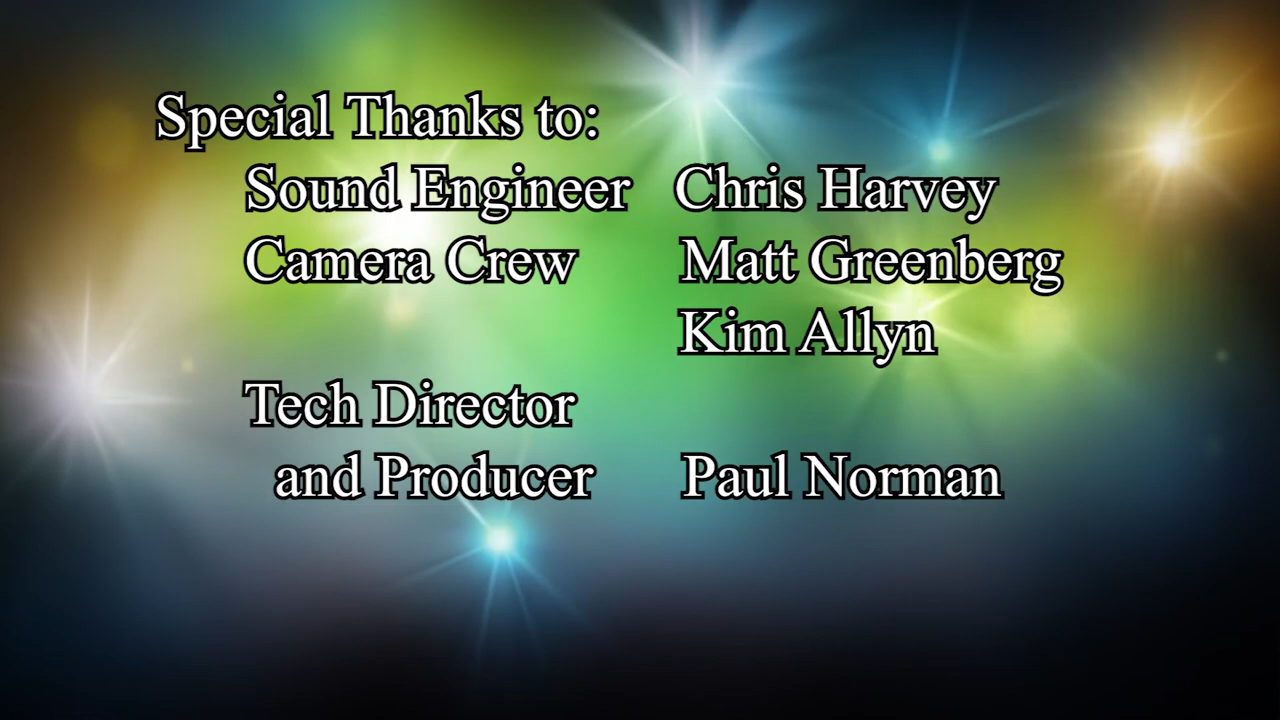 Special Thanks to:
Sound Engineer Chris Harvey
Camera Crew Matt Greenberg
Kim Allyn
Tech Director
and Producer Paul Norman